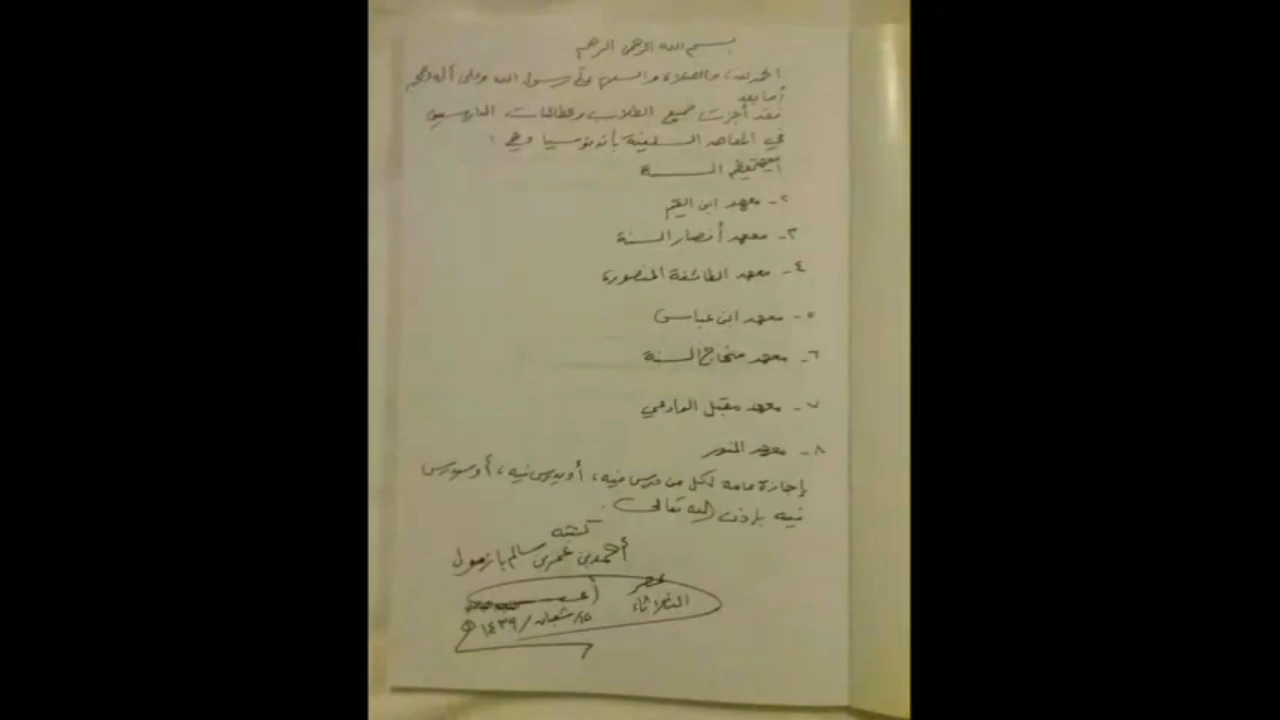 بسم الله الرحمن الرحيم
الحمد لله، والصلاة والسلام على رسول الله وعلى آله وصحبه
أما بعد
فقد أجزت جميع الطلاب والطالبات الدارسين
في المعاهد السلفية بأندونوسيا وهي :
السنة
٢- معهد ابن القيم
٣- معهد أنصار السنة
٤- معهد الطائفة المنصورة
٥- معهد ابن عباس
٦- معهد منهاج السنة
٧- معهد مقبل الوادعي
٨- معهد المنور
إجازة عامة لكل من درس فيه، أو يدرس فيه، أو سيدرس
فيه بإذن الله تعالى .
كتبه
أحمد بن عمر بن سالم بازمول
عصر
الثلاثاء
شعبان / ١٤٣٩هـ